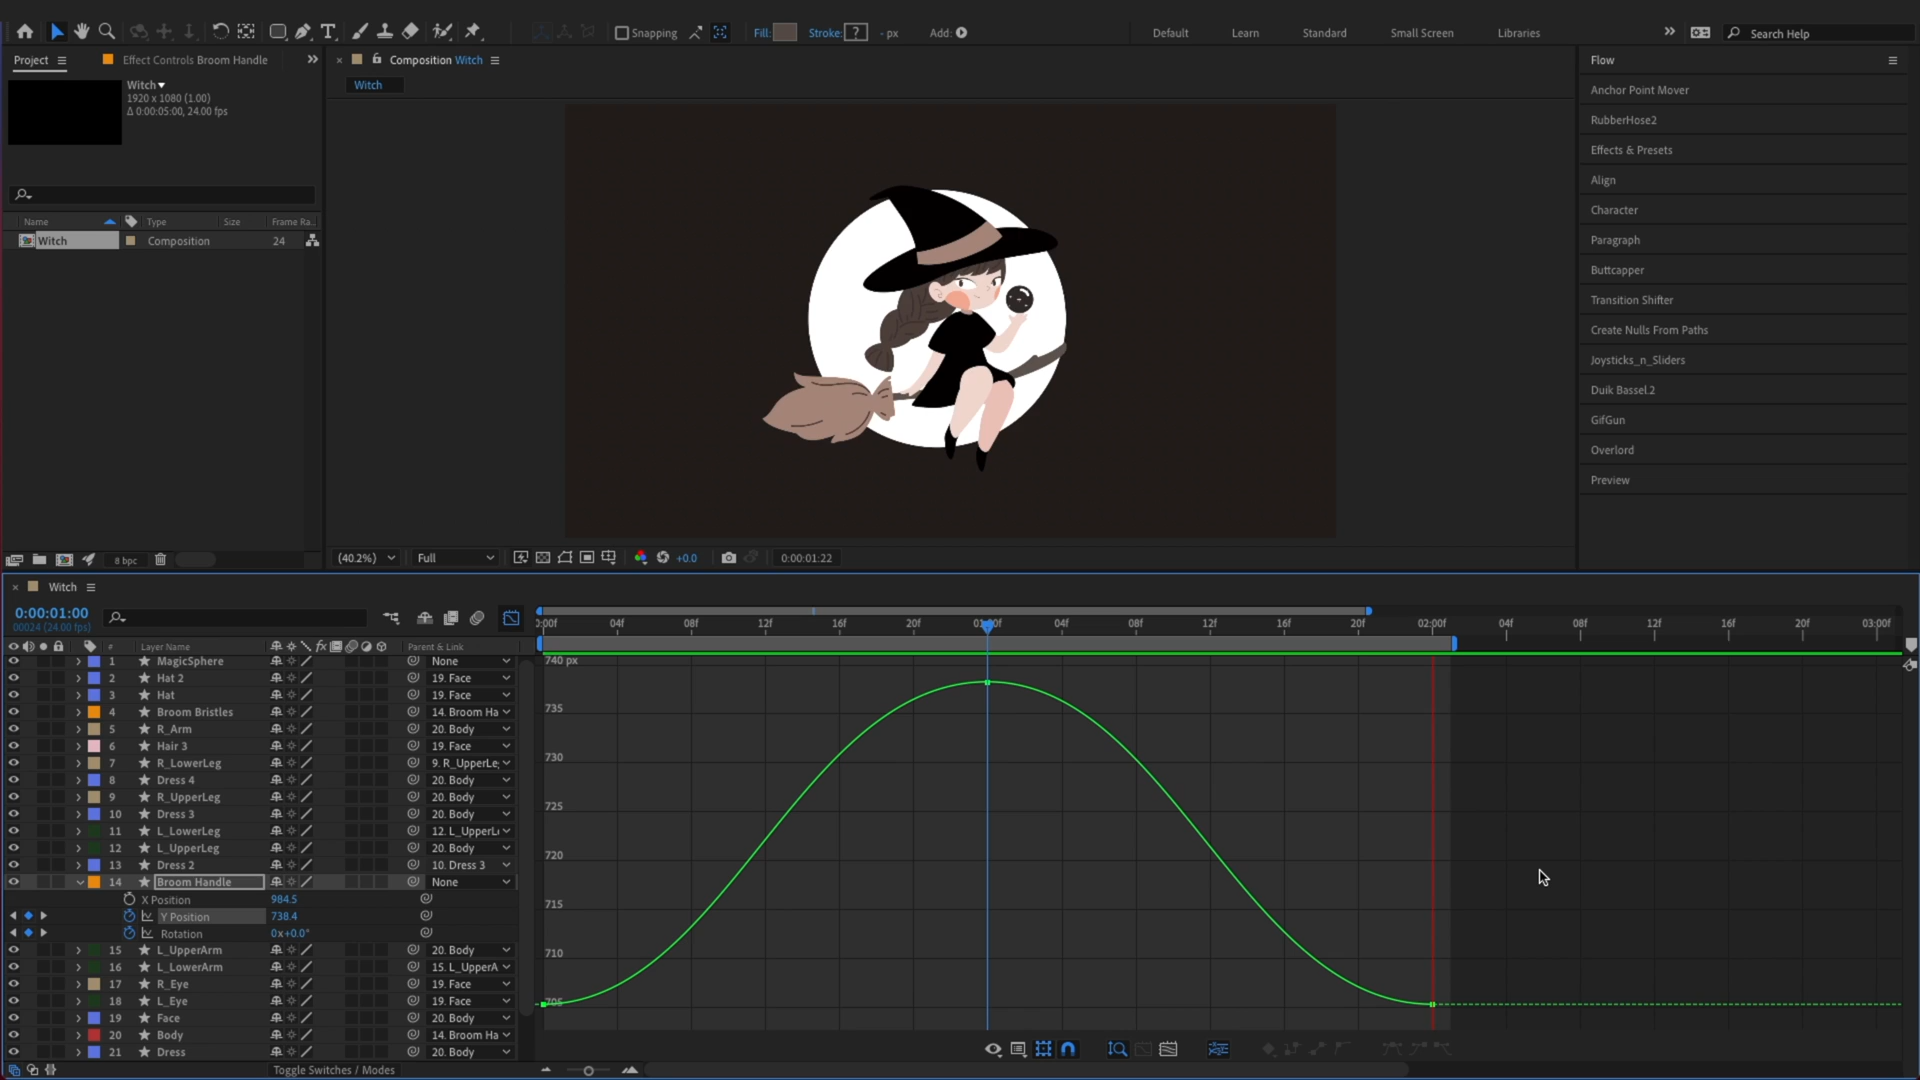 Snapping
Fill:
Stroke:
?
- px
Add:
Default
Learn
Standard
Small Screen
Libraries
Search Help
Project
Effect Controls Broom Handle
Witch
1920 x 1080 (1.00)
Δ 0:00:05:00, 24.00 fps
Name
Type
Size
Frame Ra..
Witch
Composition
24
8 bpc
Composition Witch
Witch
(40.2%)
Full
+0.0
0:00:01:22
Flow
Anchor Point Mover
RubberHose2
Effects & Presets
Align
Character
Paragraph
Buttcapper
Transition Shifter
Create Nulls From Paths
Joysticks_n_Sliders
Duik Bassel.2
GifGun
Overlord
Preview
Witch
0:00:01:00
00024 (24.00 fps)
# Layer Name fx Parent & Link
1 MagicSphere None
2 Hat 2 19. Face
3 Hat 19. Face
4 Broom Bristles 14. Broom Ha
5 R_Arm 20. Body
6 Hair 3 19. Face
7 R_LowerLeg 9. R_UpperLe
8 Dress 4 20. Body
9 R_UpperLeg 20. Body
10 Dress 3 20. Body
11 L_LowerLeg 12. L_UpperL
12 L_UpperLeg 20. Body
13 Dress 2 10. Dress 3
14 Broom Handle None
X Position 984.5
Y Position 738.4
Rotation 0x+0.0°
15 L_UpperArm 20. Body
16 L_LowerArm 15. L_UpperA
17 R_Eye 19. Face
18 L_Eye 19. Face
19 Face 20. Body
20 Body 14. Broom Ha
21 Dress 20. Body
Toggle Switches / Modes
:00f 04f 08f 12f 16f 20f 04f 08f 12f 16f 20f 02:00f 04f 08f 12f 16f 20f 03:00f
740 px
735
730
725
720
715
710
705